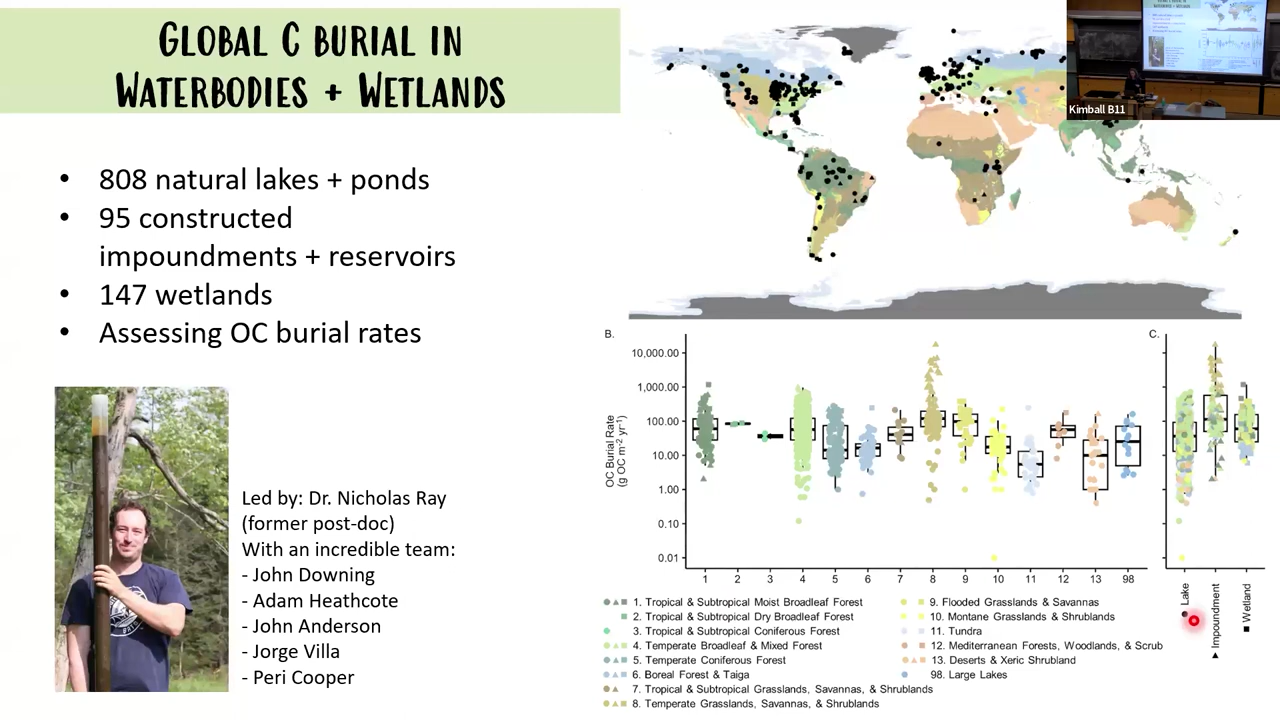 GLOBAL C BURIAL IN
WATERBODIES + WETLANDS
• 808 natural lakes + ponds
• 95 constructed
impoundments + reservoirs
• 147 wetlands
• Assessing OC burial rates
Led by: Dr. Nicholas Ray
(former post-doc)
With an incredible team:
- John Downing
- Adam Heathcote
- John Anderson
- Jorge Villa
- Peri Cooper
Kimball B11
B.
OC Burial Rate
(g OC m⁻² yr⁻¹)
10,000.00
1,000.00
100.00
10.00
1.00
0.10
0.01
1 2 3 4 5 6 7 8 9 10 11 12 13 98
C.
Lake
Impoundment
Wetland
1. Tropical & Subtropical Moist Broadleaf Forest
2. Tropical & Subtropical Dry Broadleaf Forest
3. Tropical & Subtropical Coniferous Forest
4. Temperate Broadleaf & Mixed Forest
5. Temperate Coniferous Forest
6. Boreal Forest & Taiga
7. Tropical & Subtropical Grasslands, Savannas, & Shrublands
8. Temperate Grasslands, Savannas, & Shrublands
9. Flooded Grasslands & Savannas
10. Montane Grasslands & Shrublands
11. Tundra
12. Mediterranean Forests, Woodlands, & Scrub
13. Deserts & Xeric Shrubland
98. Large Lakes